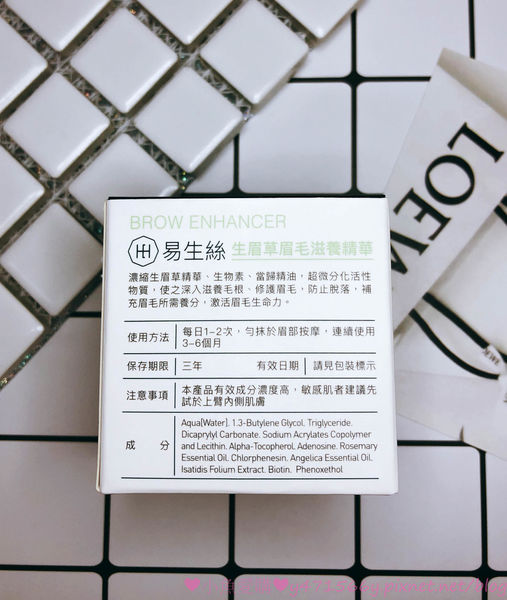 BROW ENHANCER
易生絲 生眉草眉毛滋養精華
濃縮生眉草精華、生物素、當歸精油，超微分化活性
物質，使之深入滋養毛根、修護眉毛，防止脫落，補
充眉毛所需養分，激活眉毛生命力。
使用方法 每日1-2次，勻抹於眉部按摩，連續使用
3-6個月
保存期限 三年 有效日期 請見包裝標示
注意事項 本產品有效成分濃度高，敏感肌者建議先
試於上臂內側肌膚
成分 Aqua(Water). 1.3-Butylene Glycol. Triglyceride.
Dicaprylyl Carbonate. Sodium Acrylates Copolymer
and Lecithin. Alpha-Tocopherol. Adenosine. Rosemary
Essential Oil. Chlorphenesin. Angelica Essential Oil.
Isatidis Folium Extract. Biotin. Phenoxethol
LOEW